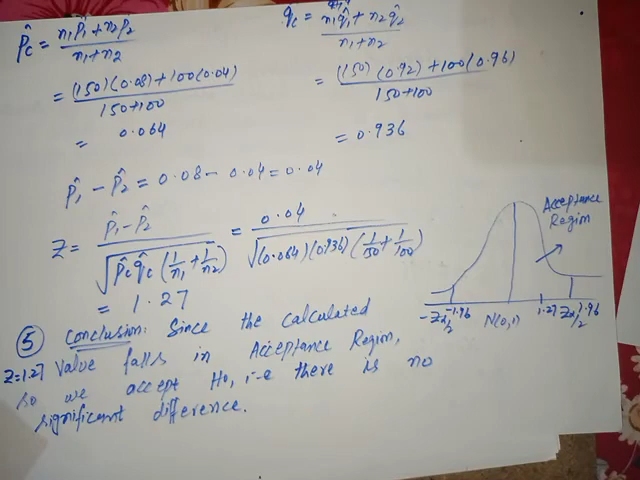 p̂c = n₁p̂₁ + n₂p̂₂ / n₁+n₂
q̂c = n₁q̂₁ + n₂q̂₂ / n₁+n₂
= (150)(0.08) + 100(0.04) / 150+100
= (150)(0.92) + 100(0.96) / 150+100
= 0.064
= 0.936
p̂₁ - p̂₂ = 0.08 - 0.04 = 0.04
Z = p̂₁ - p̂₂ / √p̂cq̂c(1/n₁ + 1/n₂) = 0.04 / √(0.064)(0.936)(1/150 + 1/100)
= 1.27
Acceptance
Region
-Zα/2 -1.96 N(0,1) 1.27 Zα/2 1.96
⑤ Conclusion: Since the calculated
Z=1.27 value falls in Acceptance Region,
so we accept H₀, i-e there is no
significant difference.